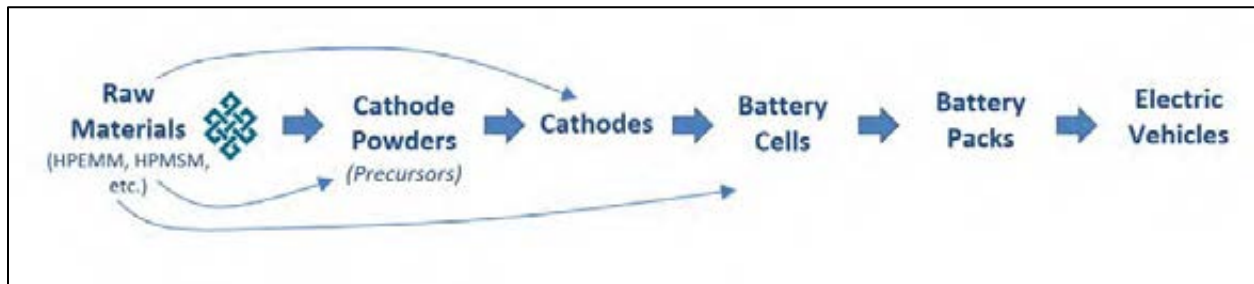 Raw
Materials
(HPEMM, HPMSM,
etc.)
Cathode
Powders
(Precursors)
Cathodes
Battery
Cells
Battery
Packs
Electric
Vehicles